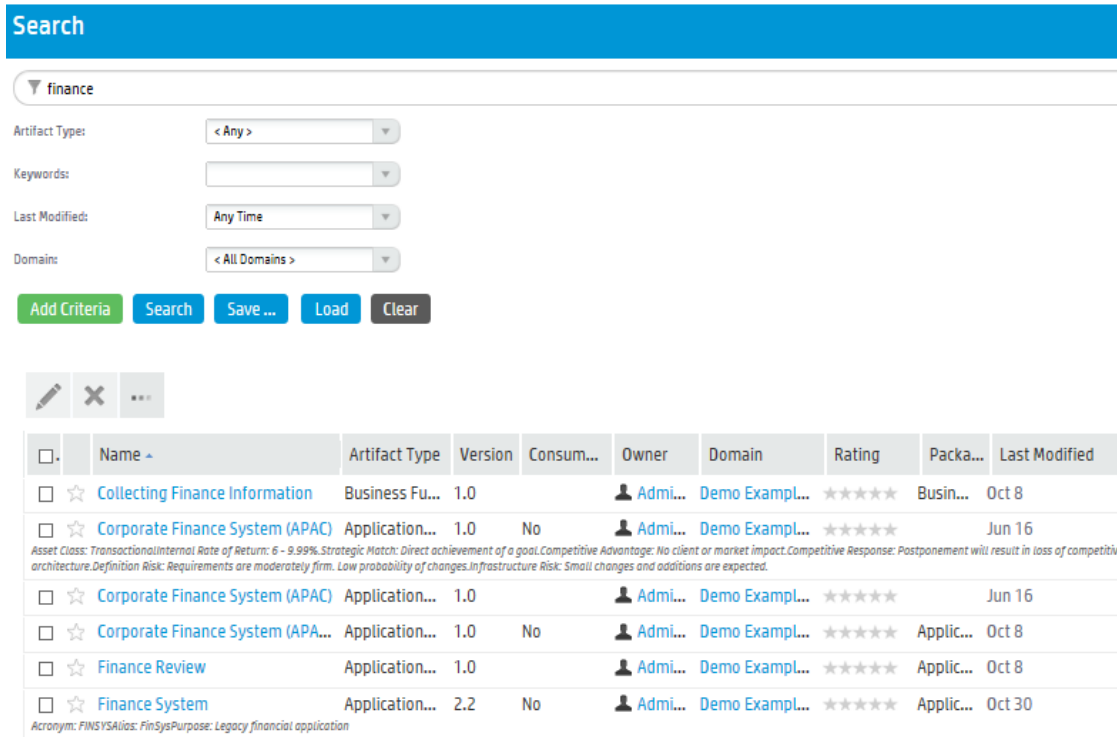 Search
finance
Artifact Type: < Any >
Keywords:
Last Modified: Any Time
Domain: < All Domains >
Add Criteria Search Save ... Load Clear
Name Artifact Type Version Consum... Owner Domain Rating Packa... Last Modified
Collecting Finance Information Business Fu... 1.0 Admi... Demo Exampl... Busin... Oct 8
Corporate Finance System (APAC) Application... 1.0 No Admi... Demo Exampl... Jun 16
Asset Class: TransactionalInternal Rate of Return: 6 - 9.99%.Strategic Match: Direct achievement of a goal.Competitive Advantage: No client or market impact.Competitive Response: Postponement will result in loss of competitiv
architecture.Definition Risk: Requirements are moderately firm. Low probability of changes.Infrastructure Risk: Small changes and additions are expected.
Corporate Finance System (APAC) Application... 1.0 Admi... Demo Exampl... Jun 16
Corporate Finance System (APA... Application... 1.0 No Admi... Demo Exampl... Applic... Oct 8
Finance Review Application... 1.0 Admi... Demo Exampl... Applic... Oct 8
Finance System Application... 2.2 No Admi... Demo Exampl... Applic... Oct 30
Acronym: FINSYSAlias: FinSysPurpose: Legacy financial application